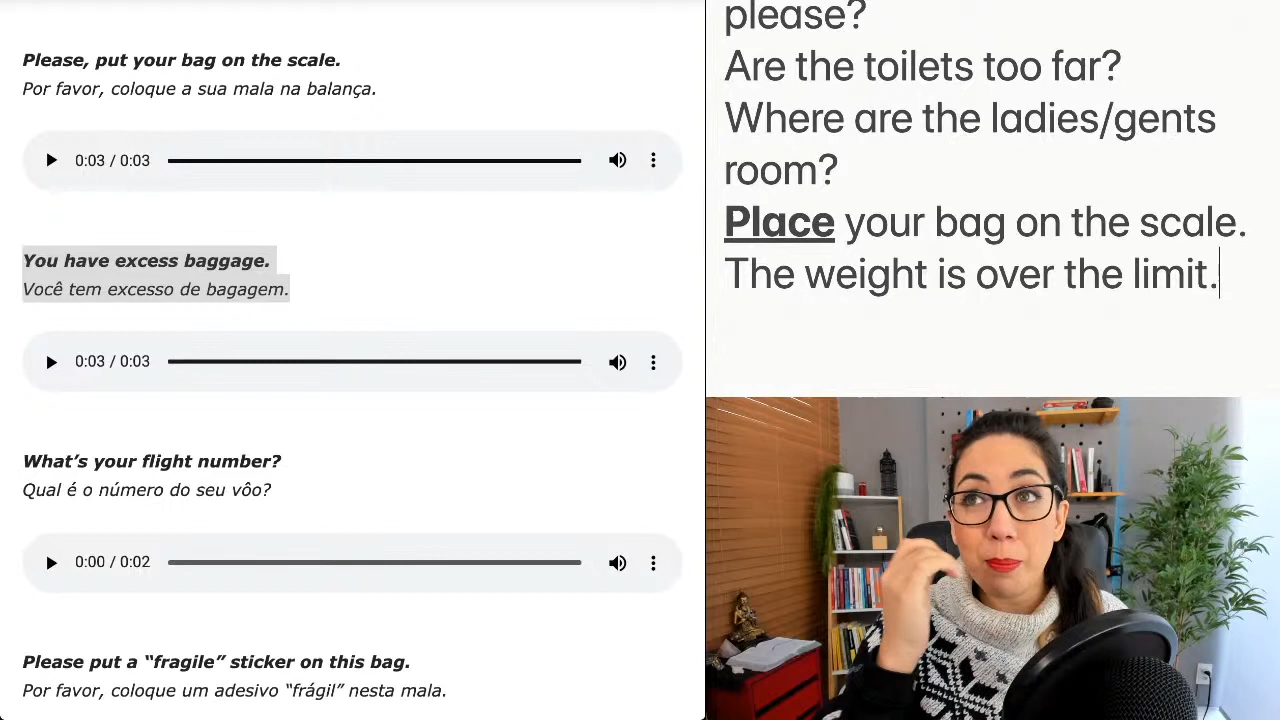 Please, put your bag on the scale.
Por favor, coloque a sua mala na balança.
0:03 / 0:03
You have excess baggage.
Você tem excesso de bagagem.
0:03 / 0:03
What’s your flight number?
Qual é o número do seu vôo?
0:00 / 0:02
Please put a “fragile” sticker on this bag.
Por favor, coloque um adesivo “frágil” nesta mala.
please?
Are the toilets too far?
Where are the ladies/gents
room?
Place your bag on the scale.
The weight is over the limit.